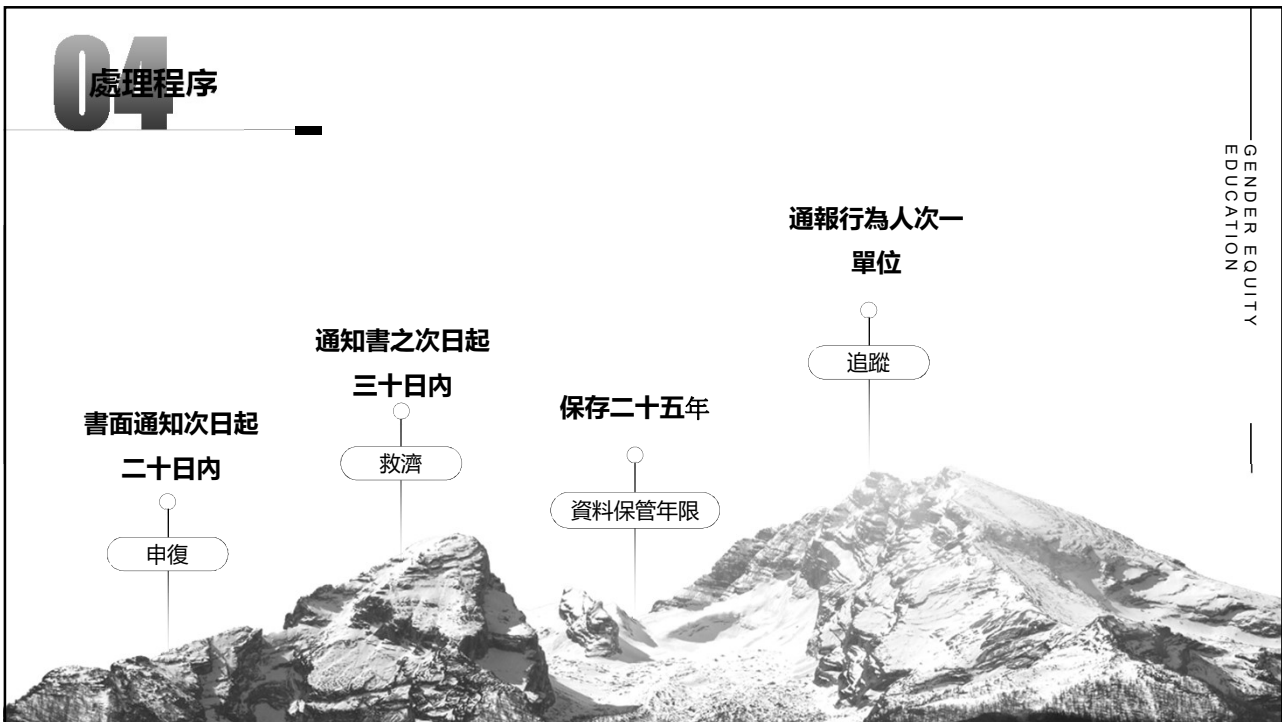 04
處理程序
GENDER EQUITY
EDUCATION
書面通知次日起
二十日內
申復
通知書之次日起
三十日内
救濟
保存二十五年
資料保管年限
通報行為人次一
單位
追蹤